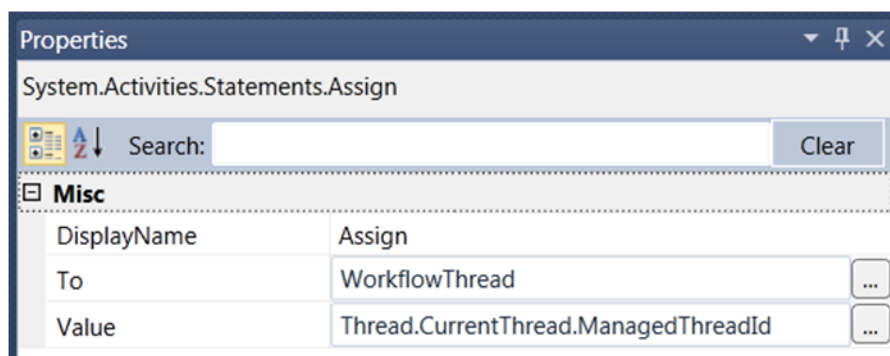 Properties
System.Activities.Statements.Assign
Search: Clear
Misc
DisplayName Assign
To WorkflowThread ...
Value Thread.CurrentThread.ManagedThreadId ...